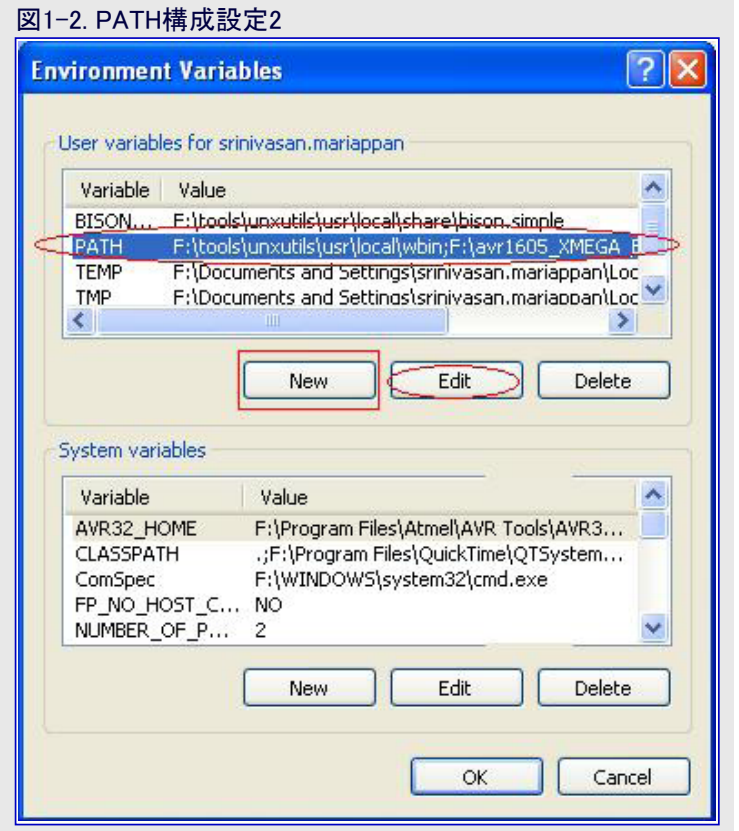 図1-2. PATH構成設定2
Environment Variables
User variables for srinivasan.mariappan
Variable Value
BISON... F:\tools\unxutils\usr\local\share\bison.simple
PATH F:\tools\unxutils\usr\local\wbin;F:\avr1605_XMEGA_B
TEMP F:\Documents and Settings\srinivasan.mariappan\Loc
TMP F:\Documents and Settings\srinivasan.mariappan\Loc
New Edit Delete
System variables
Variable Value
AVR32_HOME F:\Program Files\Atmel\AVR Tools\AVR3...
CLASSPATH .;F:\Program Files\QuickTime\QTSystem...
ComSpec F:\WINDOWS\system32\cmd.exe
FP_NO_HOST_C... NO
NUMBER_OF_P... 2
New Edit Delete
OK Cancel